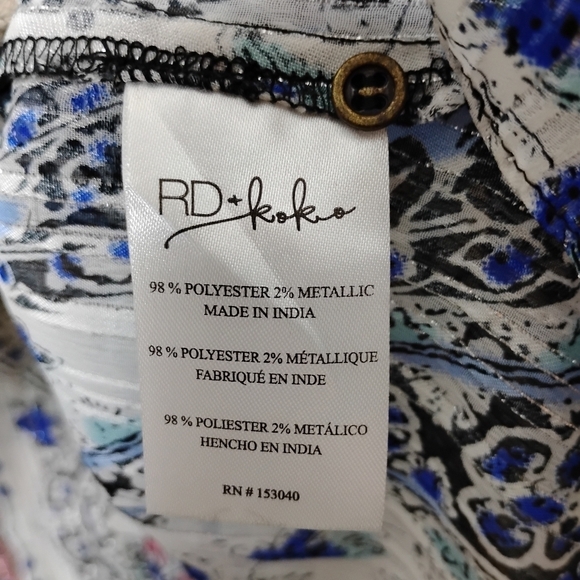 RD+koko
98 % POLYESTER 2% METALLIC
MADE IN INDIA
98 % POLYESTER 2% MÉTALLIQUE
FABRIQUÉ EN INDE
98 % POLIESTER 2% METÁLICO
HENCHO EN INDIA
RN # 153040